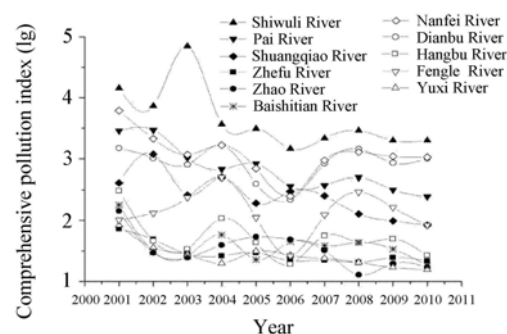 Comprehensive pollution index (lg)
5
4
3
2
1
Shiwuli River
Pai River
Shuangqiao River
Zhefu River
Zhao River
Baishitian River
Nanfei River
Dianbu River
Hangbu River
Fengle River
Yuxi River
2000 2001 2002 2003 2004 2005 2006 2007 2008 2009 2010 2011
Year